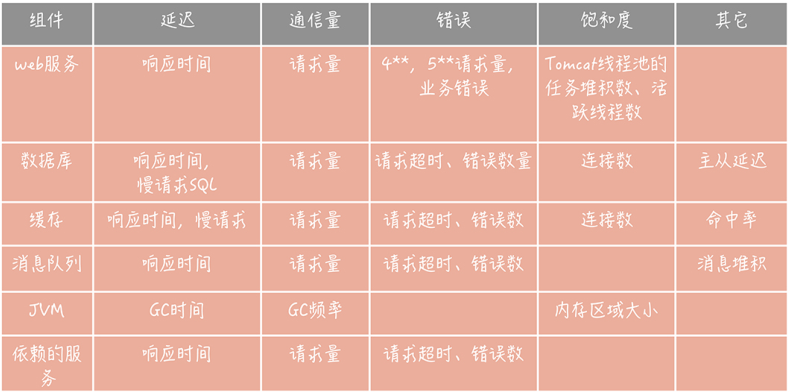 组件 延迟 通信量 错误 饱和度 其它
web服务 响应时间 请求量 4**，5**请求量， Tomcat线程池的
业务错误 任务堆积数、活
跃线程数
数据库 响应时间， 请求量 请求超时、错误数量 连接数 主从延迟
慢请求SQL
缓存 响应时间，慢请求 请求量 请求超时、错误数 连接数 命中率
消息队列 响应时间 请求量 请求超时、错误数 消息堆积
JVM GC时间 GC频率 内存区域大小
依赖的服 响应时间 请求量 请求超时、错误数
务